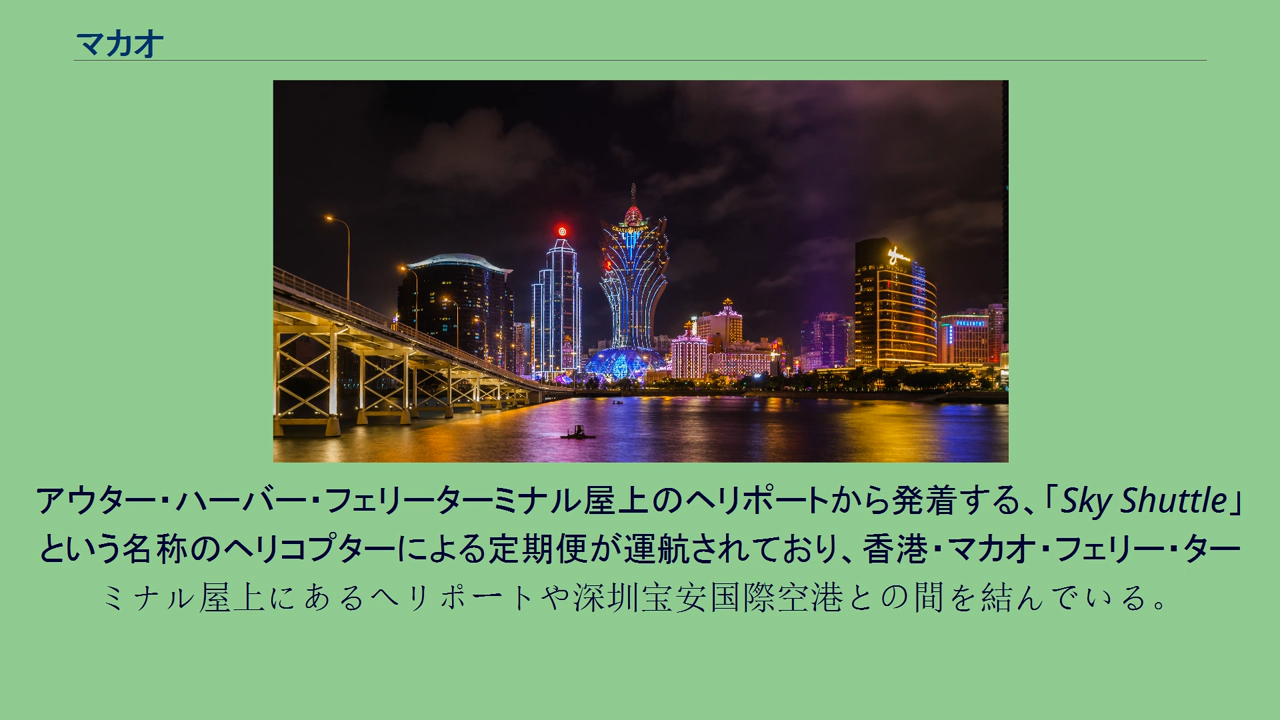 マカオ
アウター・ハーバー・フェリーターミナル屋上のヘリポートから発着する、「Sky Shuttle」
という名称のヘリコプターによる定期便が運航されており、香港・マカオ・フェリー・ター
ミナル屋上にあるヘリポートや深圳宝安国際空港との間を結んでいる。